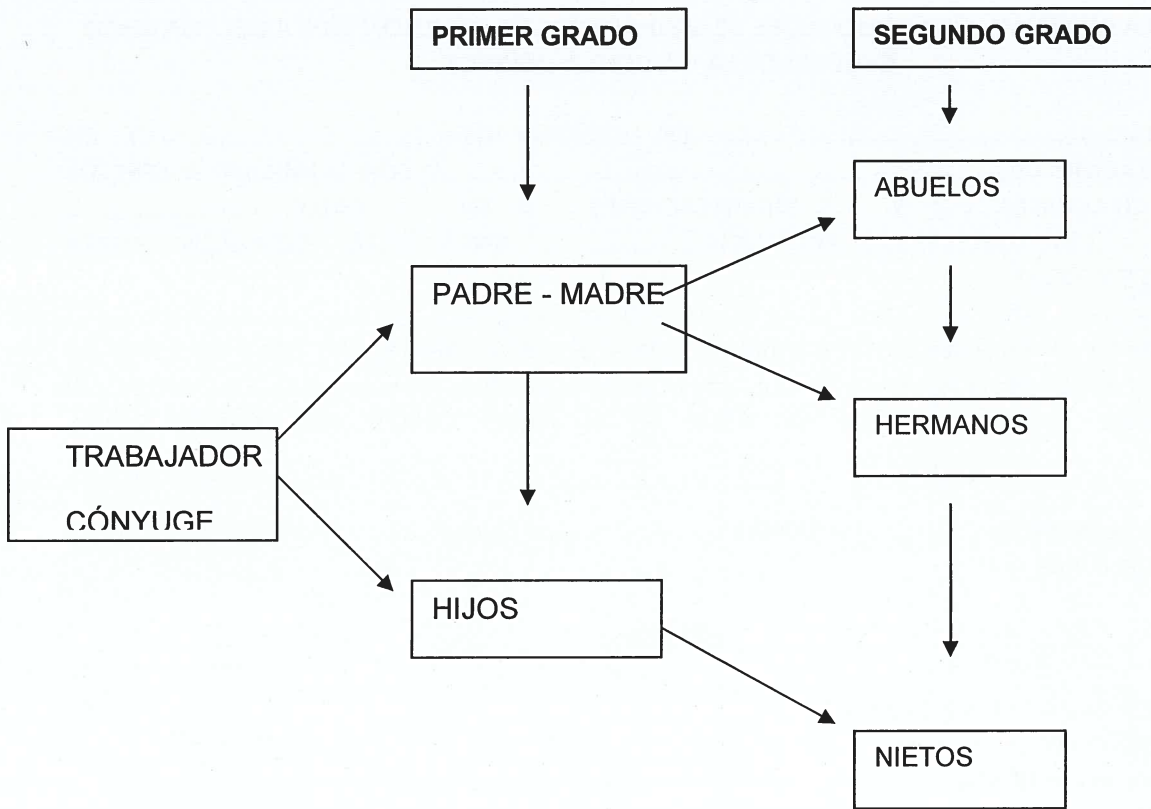 PRIMER GRADO
SEGUNDO GRADO
ABUELOS
PADRE - MADRE
HERMANOS
TRABAJADOR
CÓNYUGE
HIJOS
NIETOS